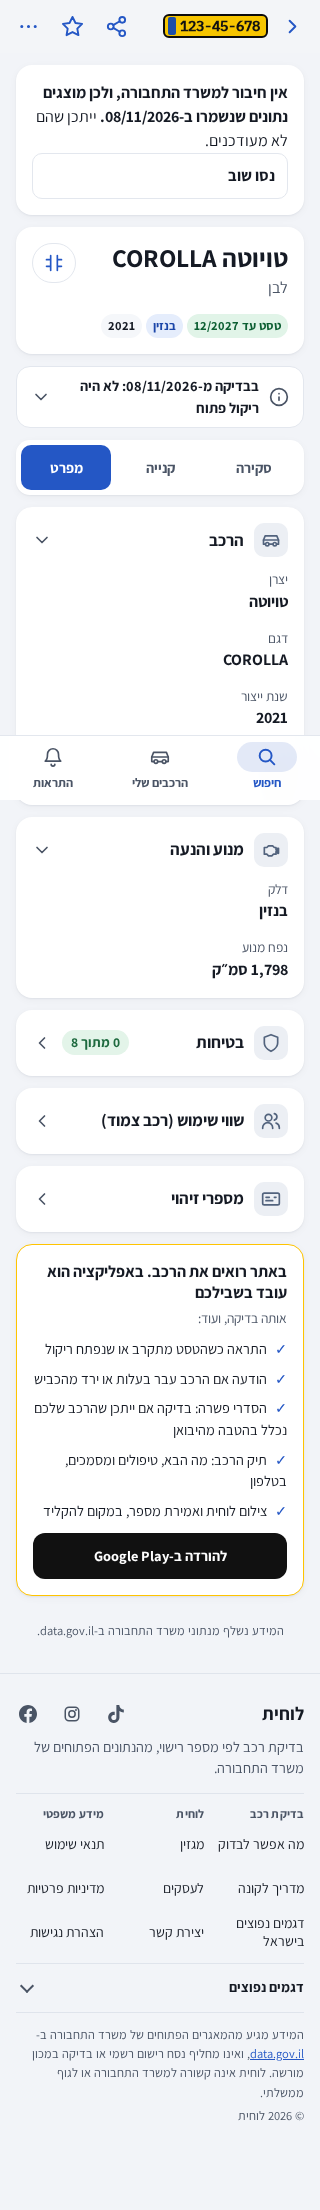 123-45-678
אין חיבור למשרד התחבורה, ולכן מוצגים
נתונים שנשמרו ב-08/11/2026. ייתכן שהם
לא מעודכנים.
נסו שוב
טויוטה COROLLA
לבן
טסט עד 12/2027
בנזין
2021
בבדיקה מ-08/11/2026: לא היה
ריקול פתוח
סקירה
קנייה
מפרט
הרכב
יצרן
טויוטה
דגם
COROLLA
שנת ייצור
2021
חיפוש
הרכבים שלי
התראות
מנוע והנעה
דלק
בנזין
נפח מנוע
1,798 סמ״ק
בטיחות
0 מתוך 8
שווי שימוש (רכב צמוד)
מספרי זיהוי
באתר רואים את הרכב. באפליקציה הוא
עובד בשבילכם
אותה בדיקה, ועוד:
✓ התראה כשהטסט מתקרב או שנפתח ריקול
✓ הודעה אם הרכב עבר בעלות או ירד מהכביש
✓ הסדרי פשרה: בדיקה אם ייתכן שהרכב שלכם
נכלל בהטבה מהיבואן
✓ תיק הרכב: מה הבא, טיפולים ומסמכים,
בטלפון
✓ צילום לוחית ואמירת מספר, במקום להקליד
להורדה ב-Google Play
המידע נשלף מנתוני משרד התחבורה ב-data.gov.il.
לוחית
בדיקת רכב לפי מספר רישוי, מהנתונים הפתוחים של
משרד התחבורה.
בדיקת רכב
לוחית
מידע משפטי
מה אפשר לבדוק
מגזין
תנאי שימוש
מדריך לקונה
לעסקים
מדיניות פרטיות
דגמים נפוצים
בישראל
יצירת קשר
הצהרת נגישות
דגמים נפוצים
המידע מגיע מהמאגרים הפתוחים של משרד התחבורה ב-
data.gov.il, ואינו מחליף נסח רישום רשמי או בדיקה במכון
מורשה. לוחית אינה קשורה למשרד התחבורה או לגוף
ממשלתי.
© 2026 לוחית